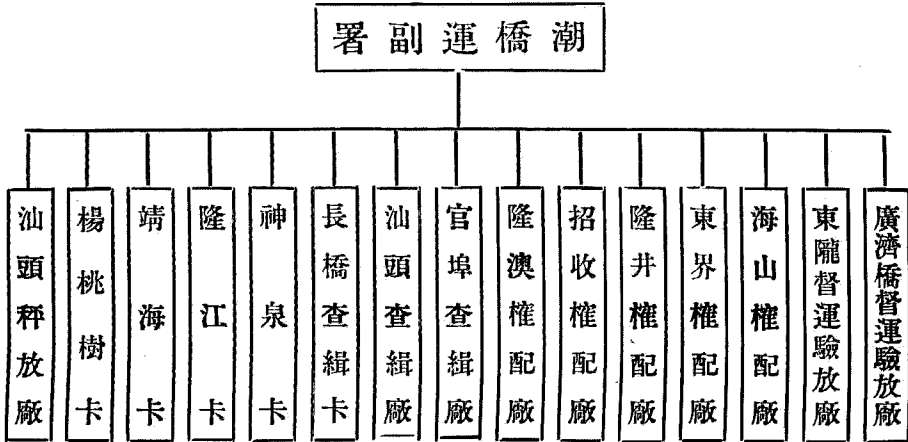 潮橋運副署
廣濟橋督運驗放廠
東隴督運驗放廠
海山榷配廠
東界榷配廠
隆井榷配廠
招收榷配廠
隆澳榷配廠
官埠查緝廠
汕頭查緝廠
長橋查緝卡
神泉卡
隆江卡
靖海卡
楊桃樹卡
汕頭秤放廠